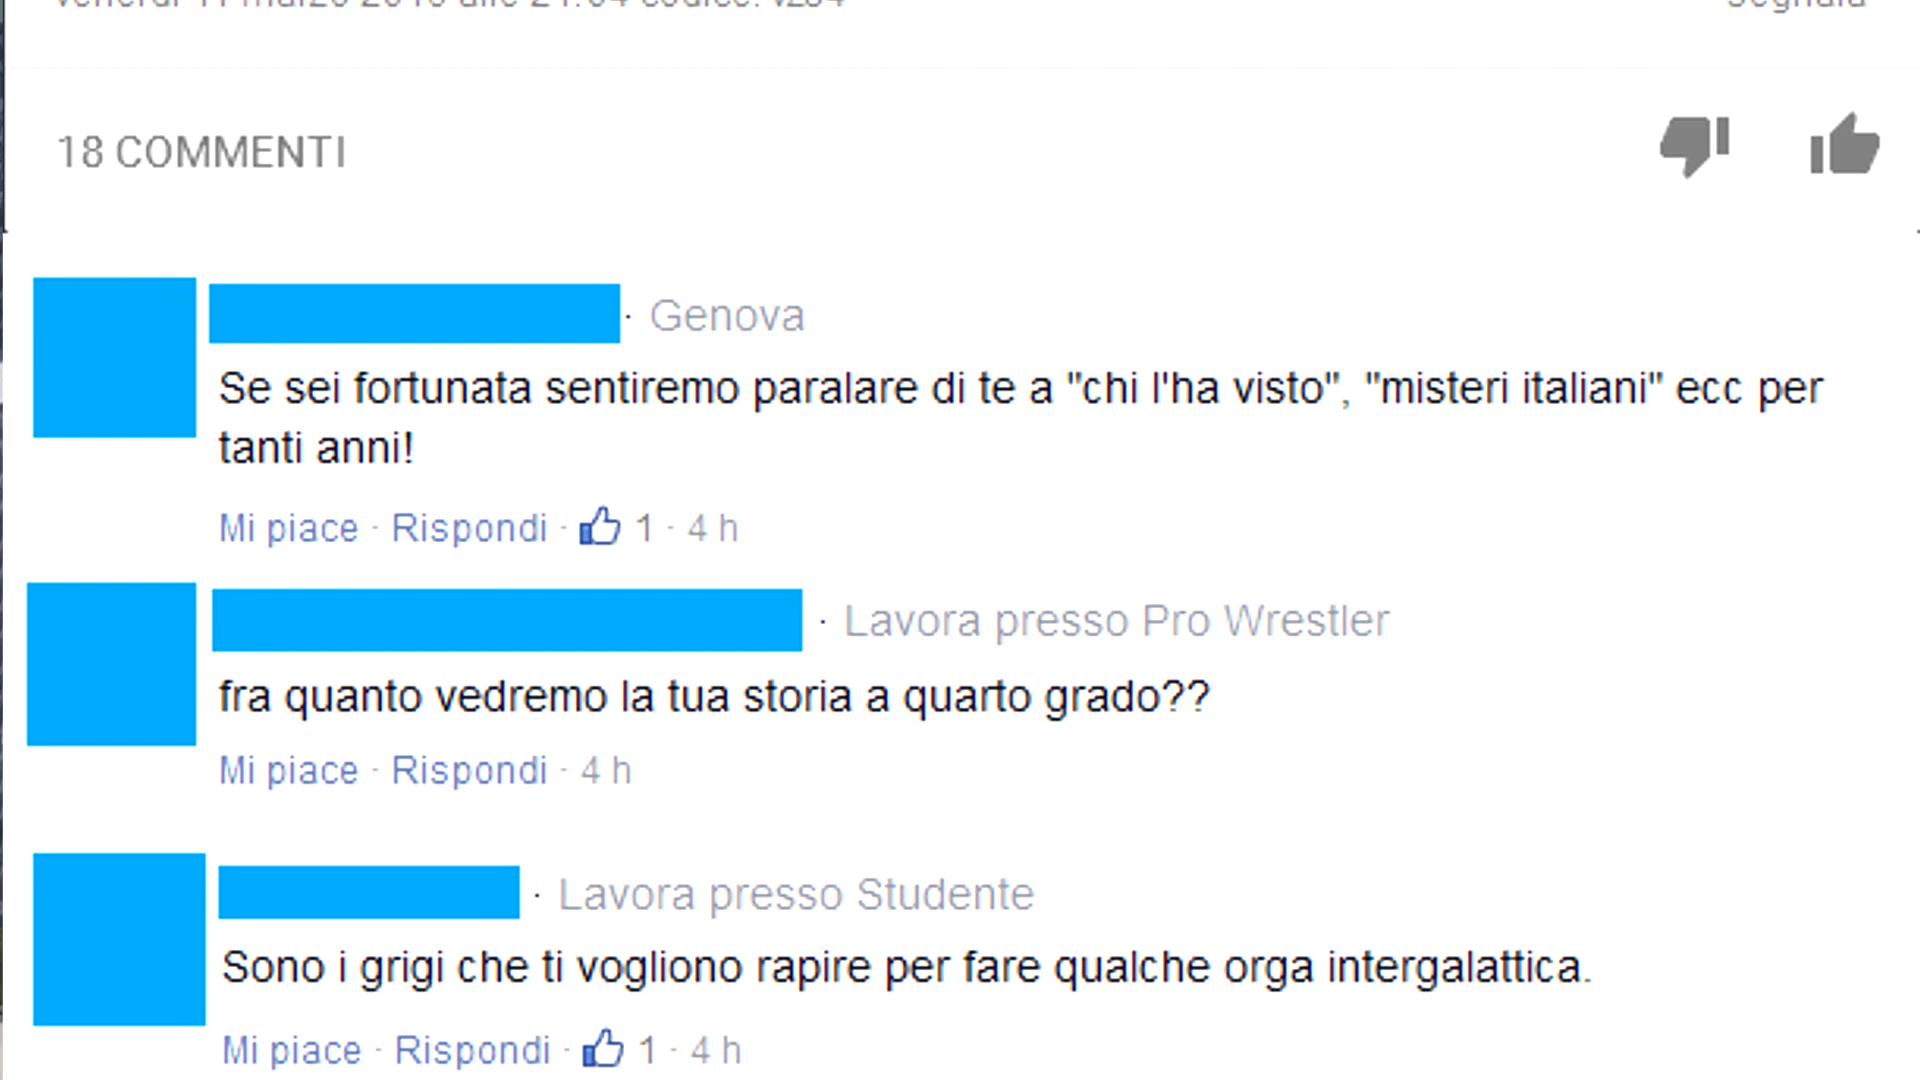 18 COMMENTI
· Genova
Se sei fortunata sentiremo paralare di te a "chi l'ha visto", "misteri italiani" ecc per
tanti anni!
Mi piace · Rispondi · 1 · 4 h
· Lavora presso Pro Wrestler
fra quanto vedremo la tua storia a quarto grado??
Mi piace · Rispondi · 4 h
· Lavora presso Studente
Sono i grigi che ti vogliono rapire per fare qualche orga intergalattica.
Mi piace · Rispondi · 1 · 4 h